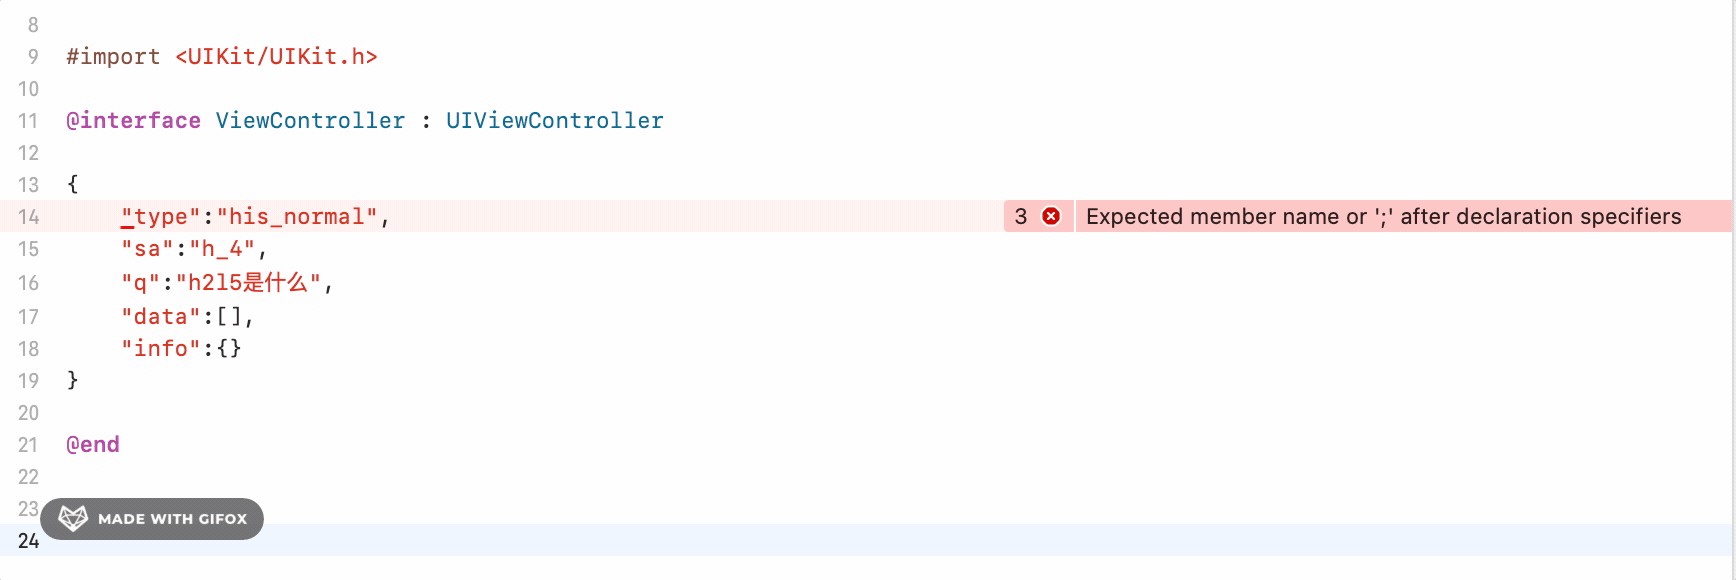 8
9 #import <UIKit/UIKit.h>
10
11 @interface ViewController : UIViewController
12
13 {
14 "type":"his_normal", 3 Expected member name or ';' after declaration specifiers
15 "sa":"h_4",
16 "q":"h2l5是什么",
17 "data":[],
18 "info":{}
19 }
20
21 @end
22
23 MADE WITH GIFOX
24